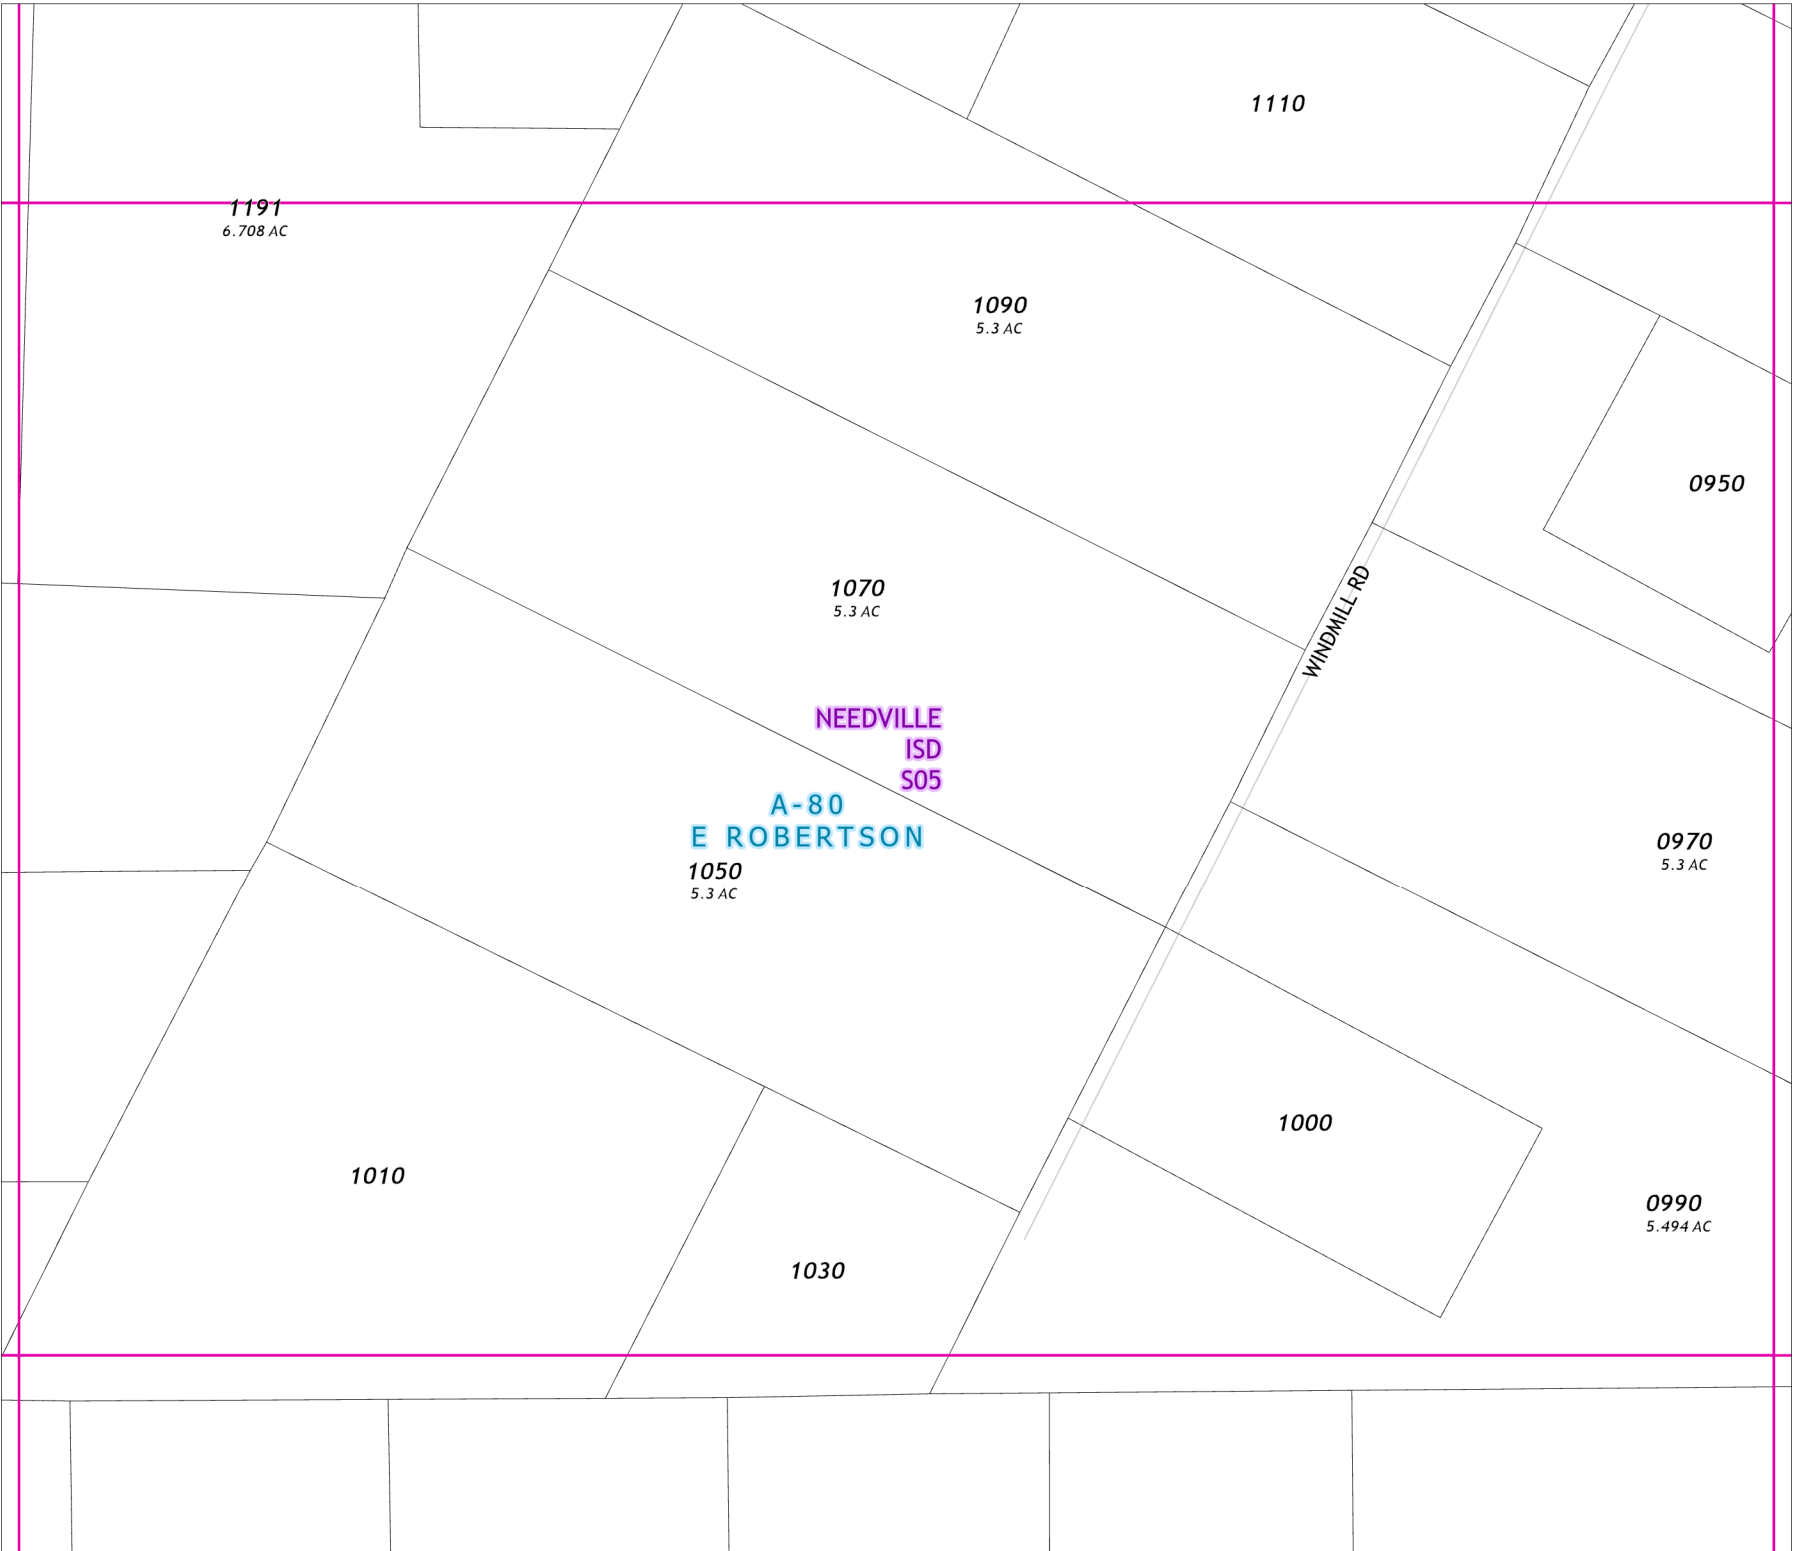 1110
1191
6.708 AC
1090
5.3 AC
0950
1070
5.3 AC
WINDMILL RD
NEEDVILLE
ISD
S05
A-80
E ROBERTSON
1050
5.3 AC
0970
5.3 AC
1000
1010
0990
5.494 AC
1030